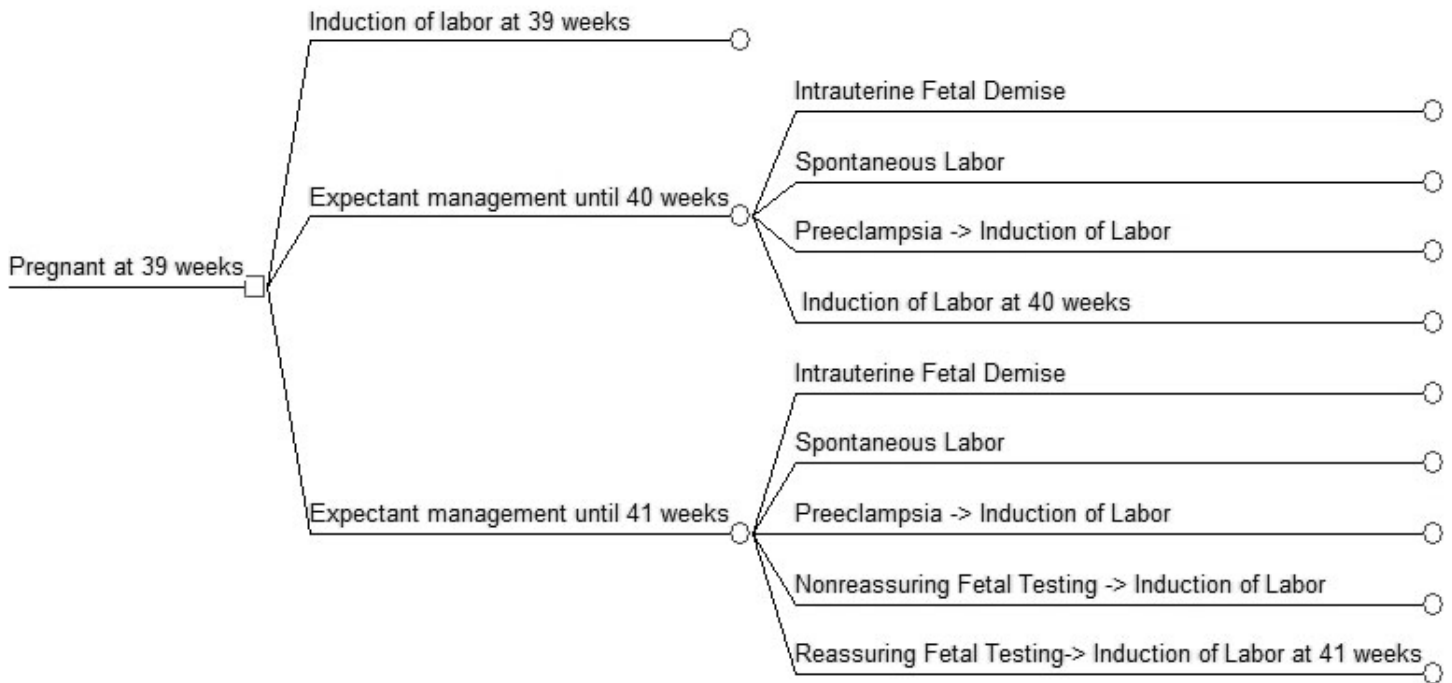 Induction of labor at 39 weeks
Intrauterine Fetal Demise
Spontaneous Labor
Expectant management until 40 weeks
Preeclampsia -> Induction of Labor
Pregnant at 39 weeks
Induction of Labor at 40 weeks
Intrauterine Fetal Demise
Spontaneous Labor
Expectant management until 41 weeks
Preeclampsia -> Induction of Labor
Nonreassuring Fetal Testing -> Induction of Labor
Reassuring Fetal Testing-> Induction of Labor at 41 weeks